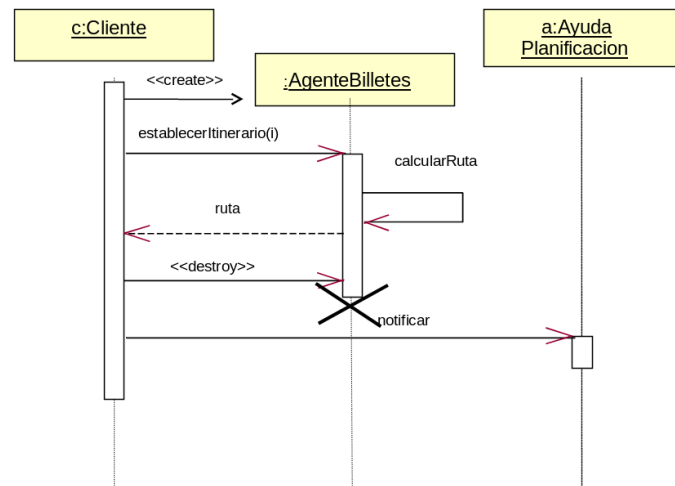 c:Cliente
a:Ayuda
Planificacion
<<create>>
:AgenteBilletes
establecerItinerario(i)
calcularRuta
ruta
<<destroy>>
notificar